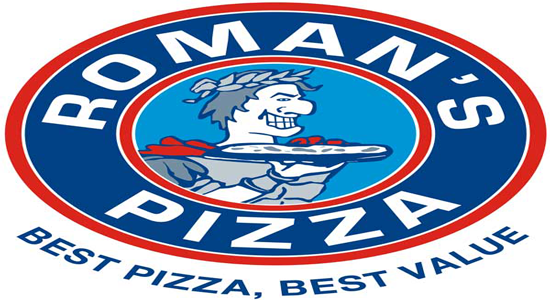 ROMAN'S
PIZZA
BEST PIZZA, BEST VALUE